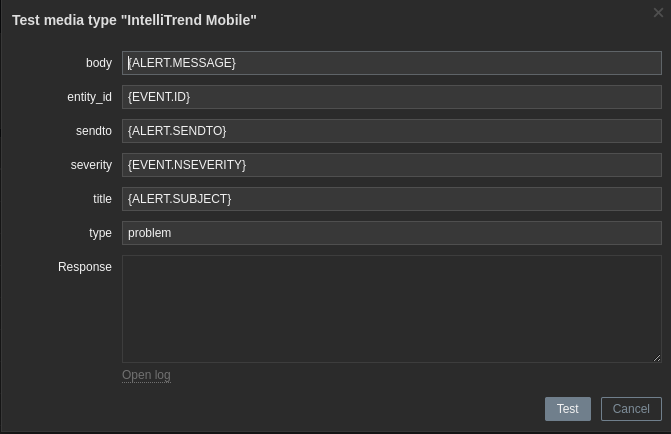 Test media type "IntelliTrend Mobile"
body {ALERT.MESSAGE}
entity_id {EVENT.ID}
sendto {ALERT.SENDTO}
severity {EVENT.NSEVERITY}
title {ALERT.SUBJECT}
type problem
Response
Open log
Test Cancel